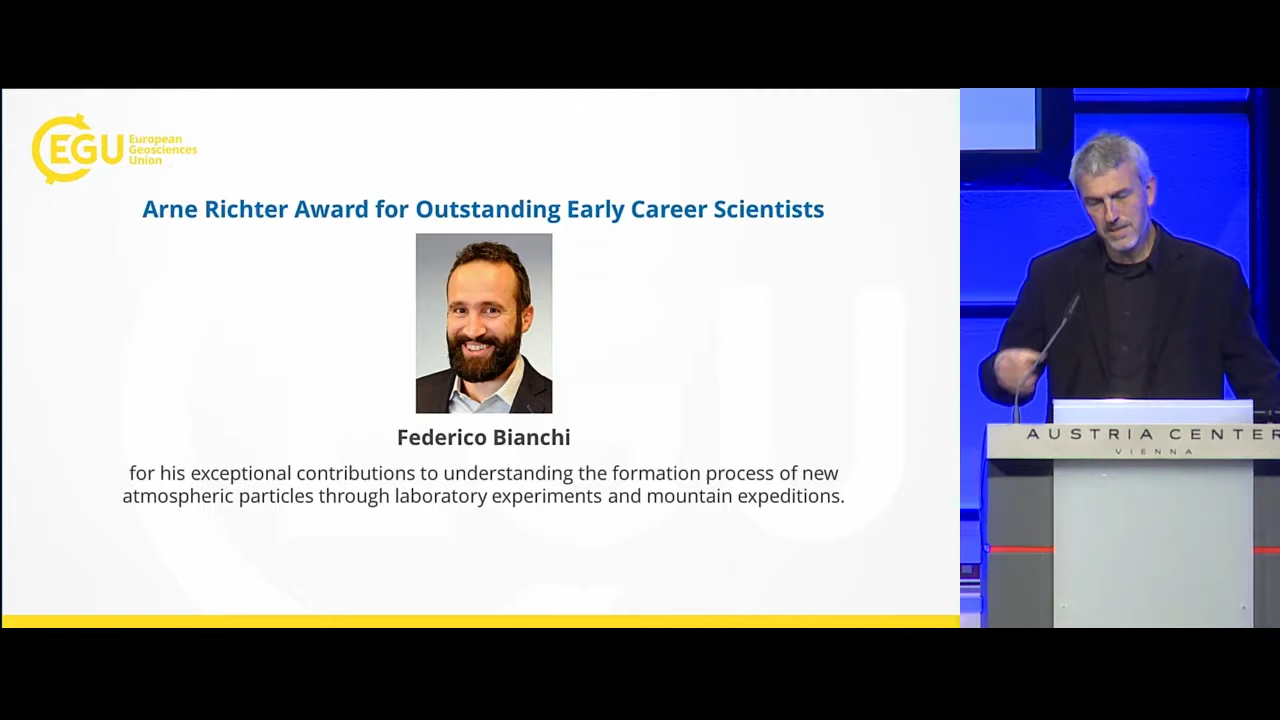 EGU
European
Geosciences
Union
Arne Richter Award for Outstanding Early Career Scientists
Federico Bianchi
for his exceptional contributions to understanding the formation process of new
atmospheric particles through laboratory experiments and mountain expeditions.
AUSTRIA CENTER
VIENNA